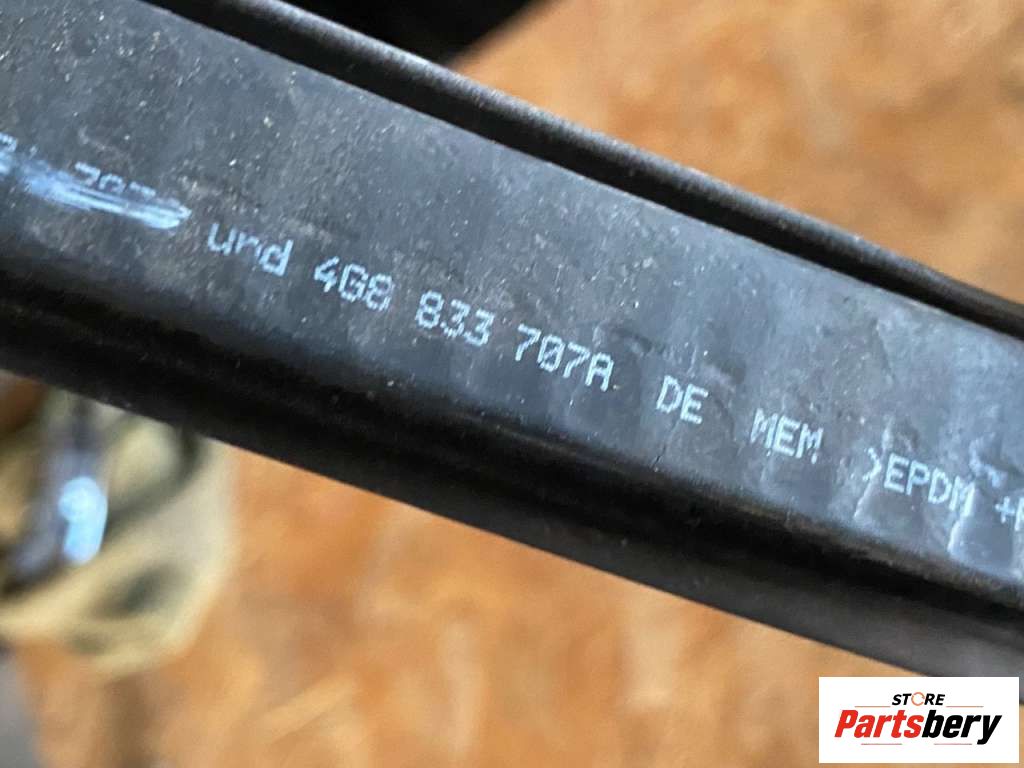 und 4G8 833 707A DE MEM >EPDM +
STORE
Partsbery